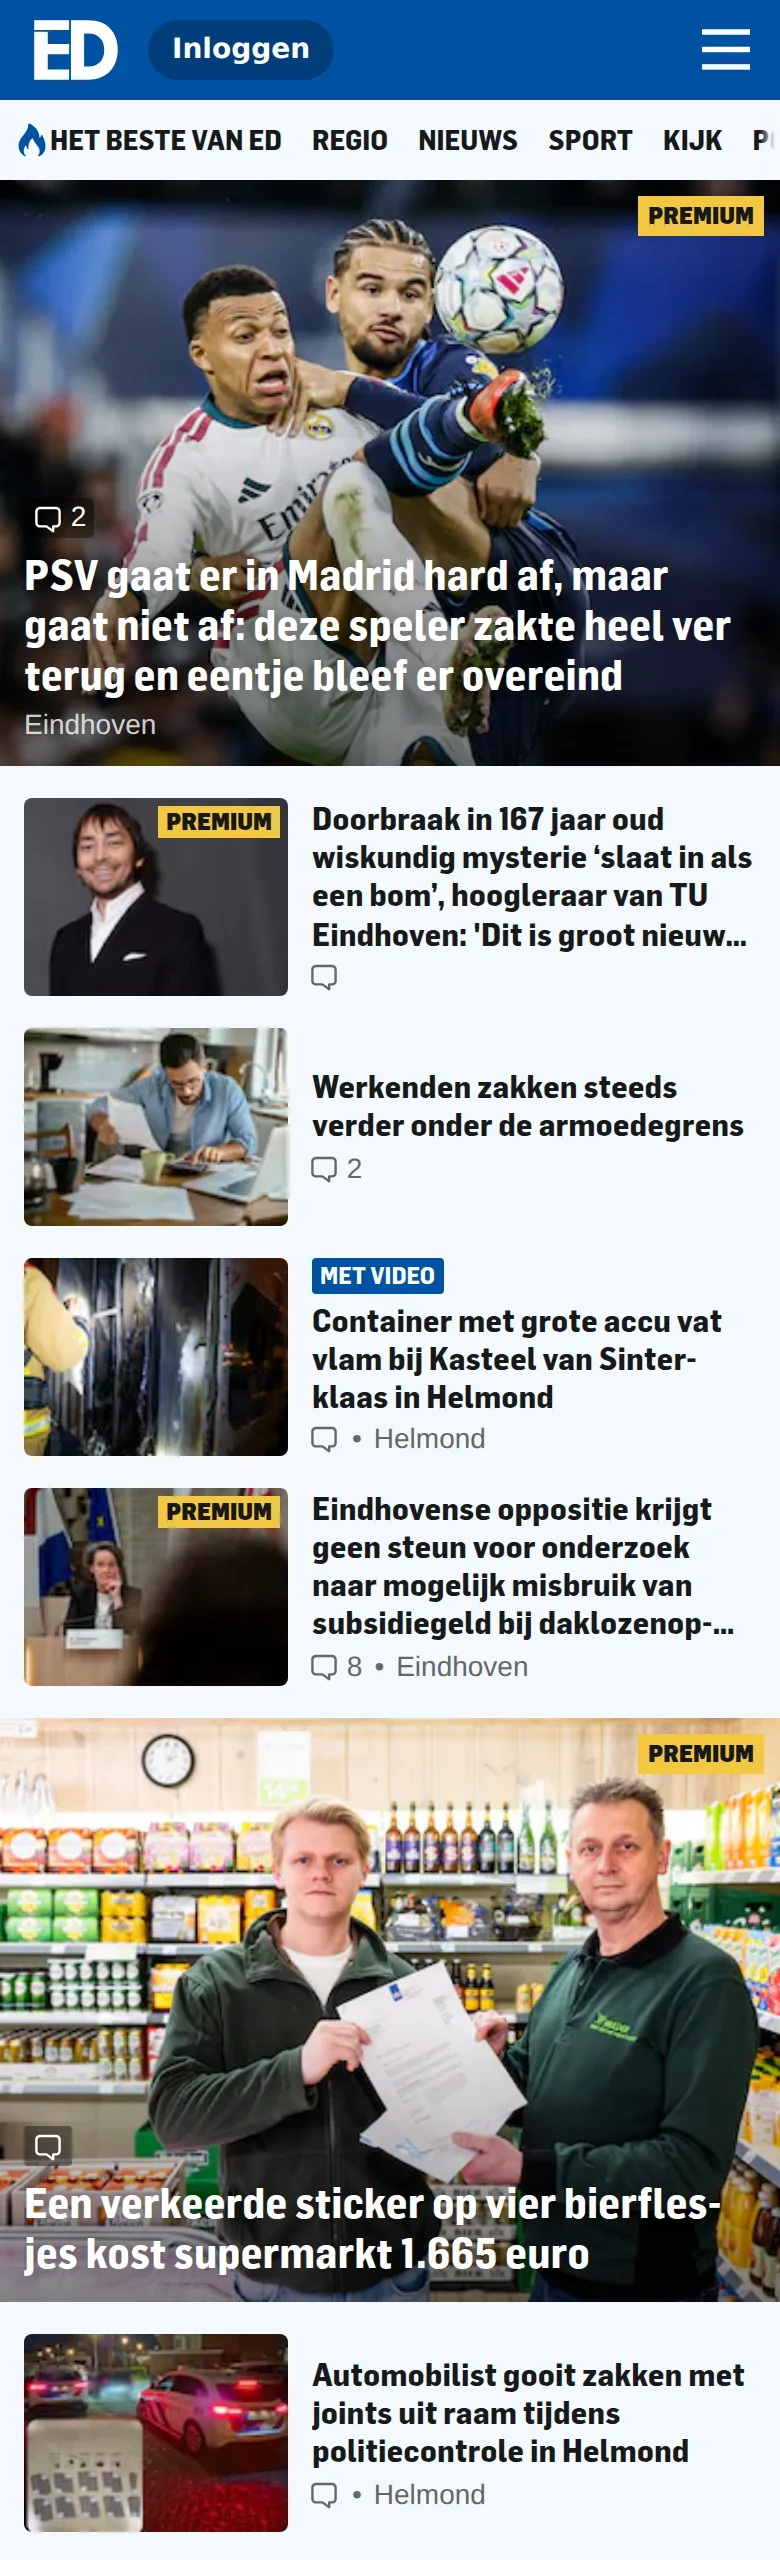 ED
Inloggen
HET BESTE VAN ED REGIO NIEUWS SPORT KIJK
PREMIUM
Emirates
2
PSV gaat er in Madrid hard af, maar
gaat niet af: deze speler zakte heel ver
terug en eentje bleef er overeind
Eindhoven
PREMIUM
Doorbraak in 167 jaar oud
wiskundig mysterie ‘slaat in als
een bom’, hoogleraar van TU
Eindhoven: 'Dit is groot nieuw...
Werkenden zakken steeds
verder onder de armoedegrens
2
MET VIDEO
Container met grote accu vat
vlam bij Kasteel van Sinter-
klaas in Helmond
• Helmond
PREMIUM
Eindhovense oppositie krijgt
geen steun voor onderzoek
naar mogelijk misbruik van
subsidiegeld bij daklozenop-...
8 • Eindhoven
PREMIUM
Een verkeerde sticker op vier bierfles-
jes kost supermarkt 1.665 euro
Automobilist gooit zakken met
joints uit raam tijdens
politiecontrole in Helmond
• Helmond